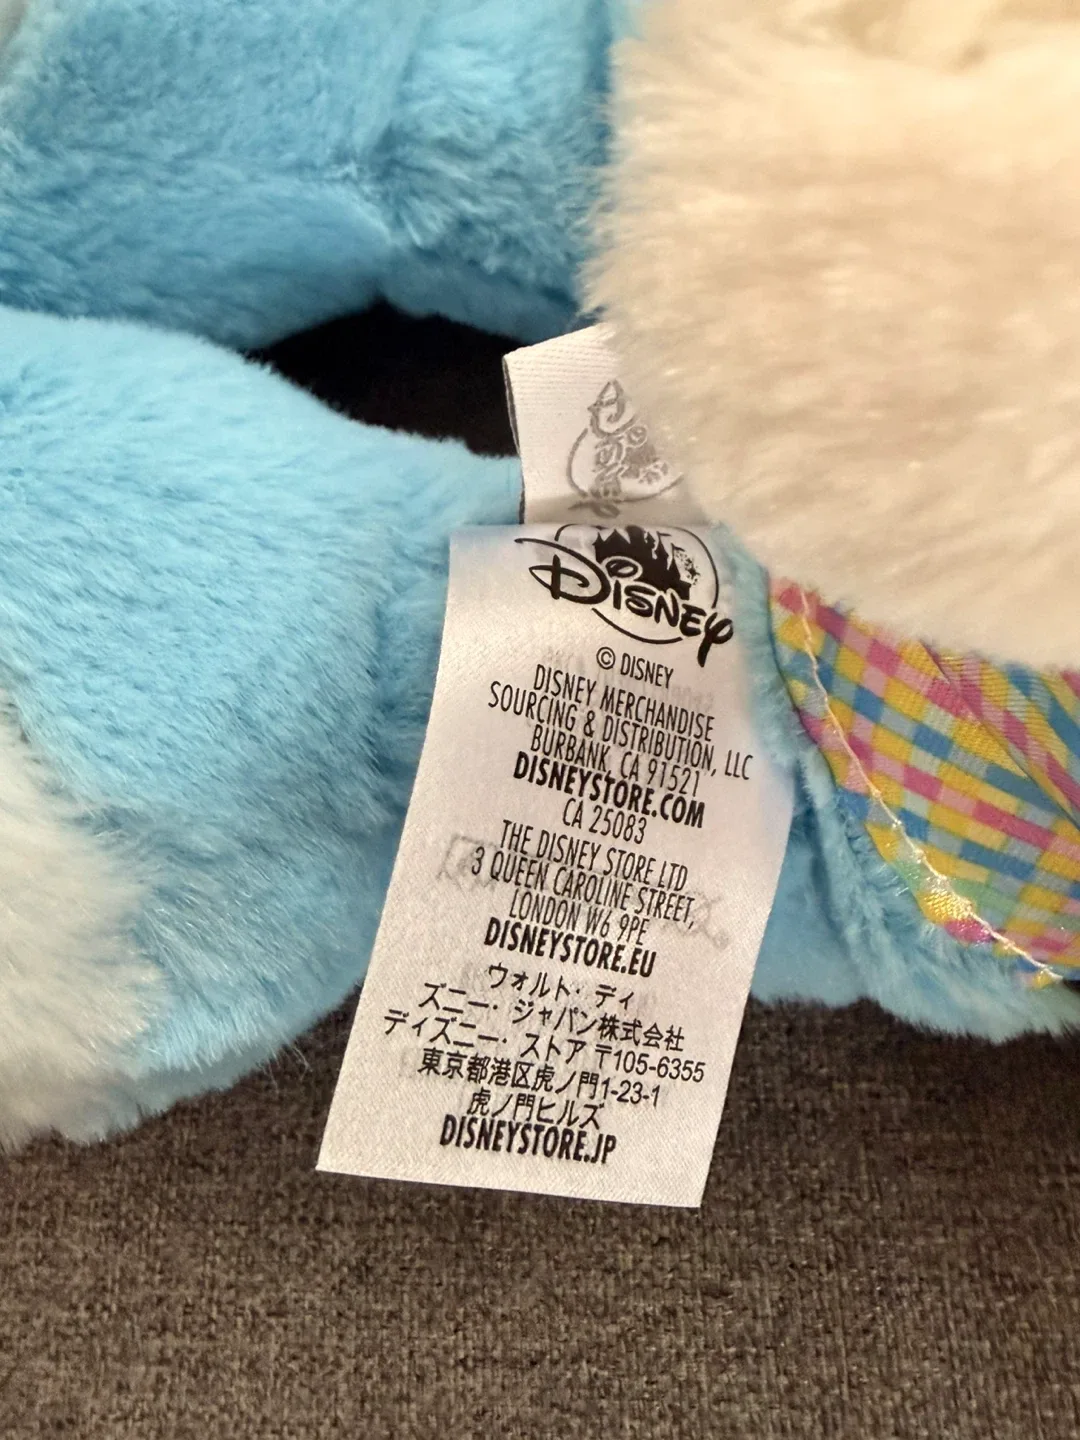 DISNEY
© DISNEY
DISNEY MERCHANDISE
SOURCING & DISTRIBUTION, LLC
BURBANK, CA 91521
DISNEYSTORE.COM
CA 25083
THE DISNEY STORE LTD
3 QUEEN CAROLINE STREET,
LONDON W6 9PE
DISNEYSTORE.EU
ウォルト・ディ
ズニー・ジャパン株式会社
ディズニー・ストア 〒105-6355
東京都港区虎ノ門1-23-1
虎ノ門ヒルズ
DISNEYSTORE.JP